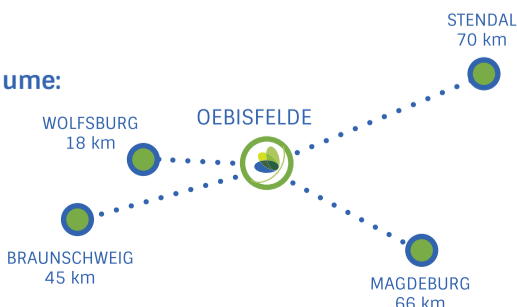 STENDAL
70 km
ume:
OEBISFELDE
WOLFSBURG
18 km
BRAUNSCHWEIG
45 km
MAGDEBURG
66 km